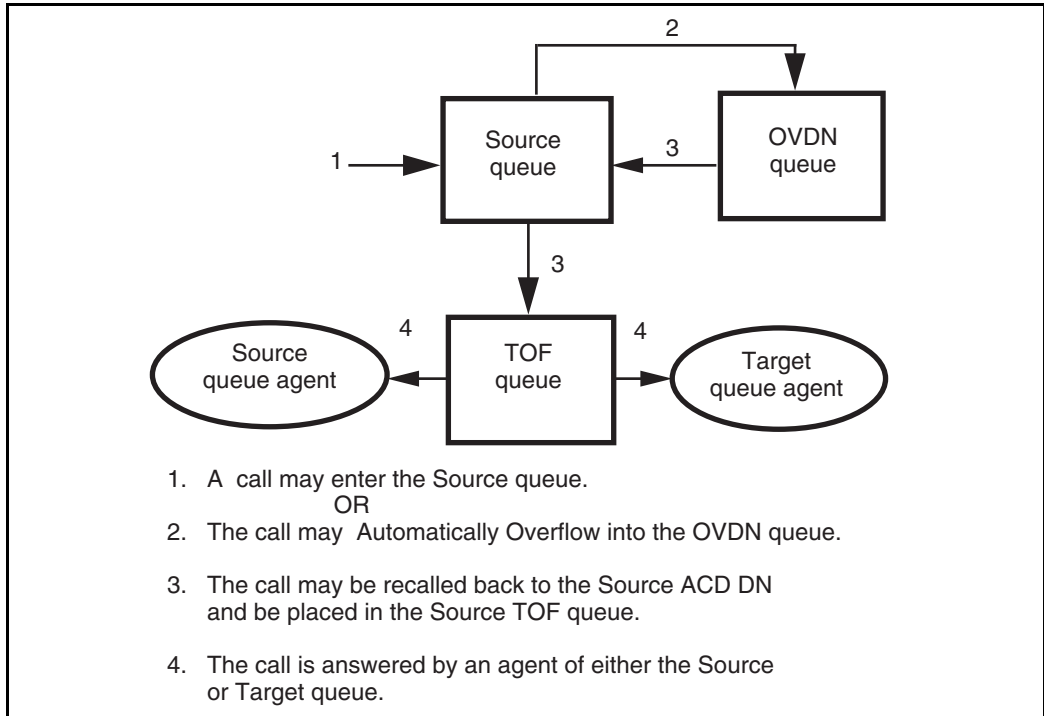 2
Source
queue
OVDN
queue
1
3
3
4
4
Source
queue agent
TOF
queue
Target
queue agent
1. A call may enter the Source queue.
OR
2. The call may Automatically Overflow into the OVDN queue.
3. The call may be recalled back to the Source ACD DN
and be placed in the Source TOF queue.
4. The call is answered by an agent of either the Source
or Target queue.